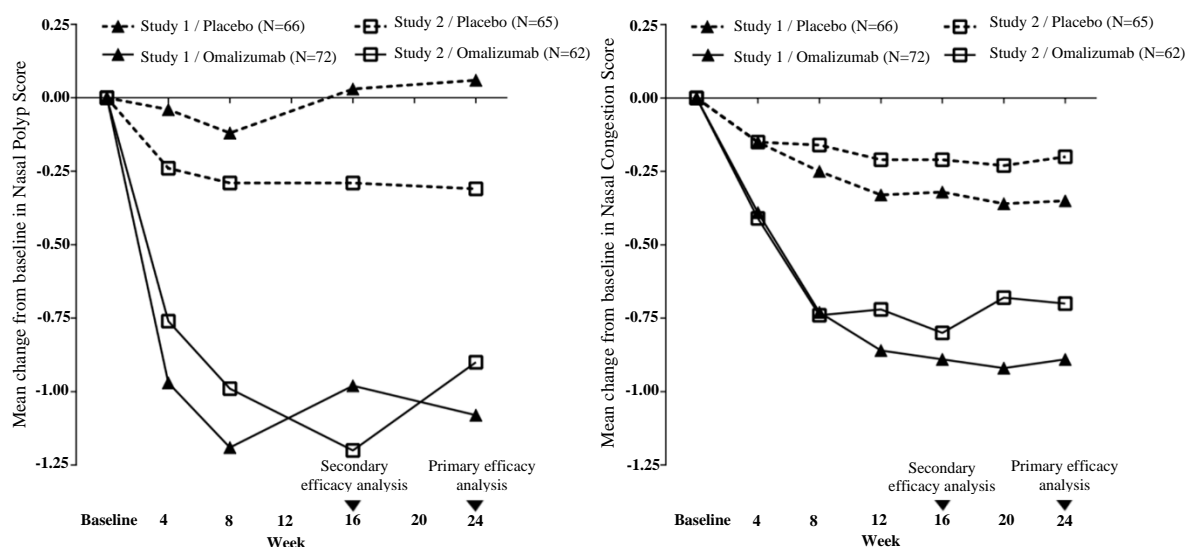 0.25
Study 1 / Placebo (N=66)
Study 2 / Placebo (N=65)
Study 1 / Omalizumab (N=72)
Study 2 / Omalizumab (N=62)
0.00
-0.25
-0.50
-0.75
-1.00
-1.25
Mean change from baseline in Nasal Polyp Score
Secondary
efficacy analysis
Primary efficacy
analysis
Baseline 4 8 12 16 20 24
Week
0.25
Study 1 / Placebo (N=66)
Study 2 / Placebo (N=65)
Study 1 / Omalizumab (N=72)
Study 2 / Omalizumab (N=62)
0.00
-0.25
-0.50
-0.75
-1.00
-1.25
Mean change from baseline in Nasal Congestion Score
Secondary
efficacy analysis
Primary efficacy
analysis
Baseline 4 8 12 16 20 24
Week